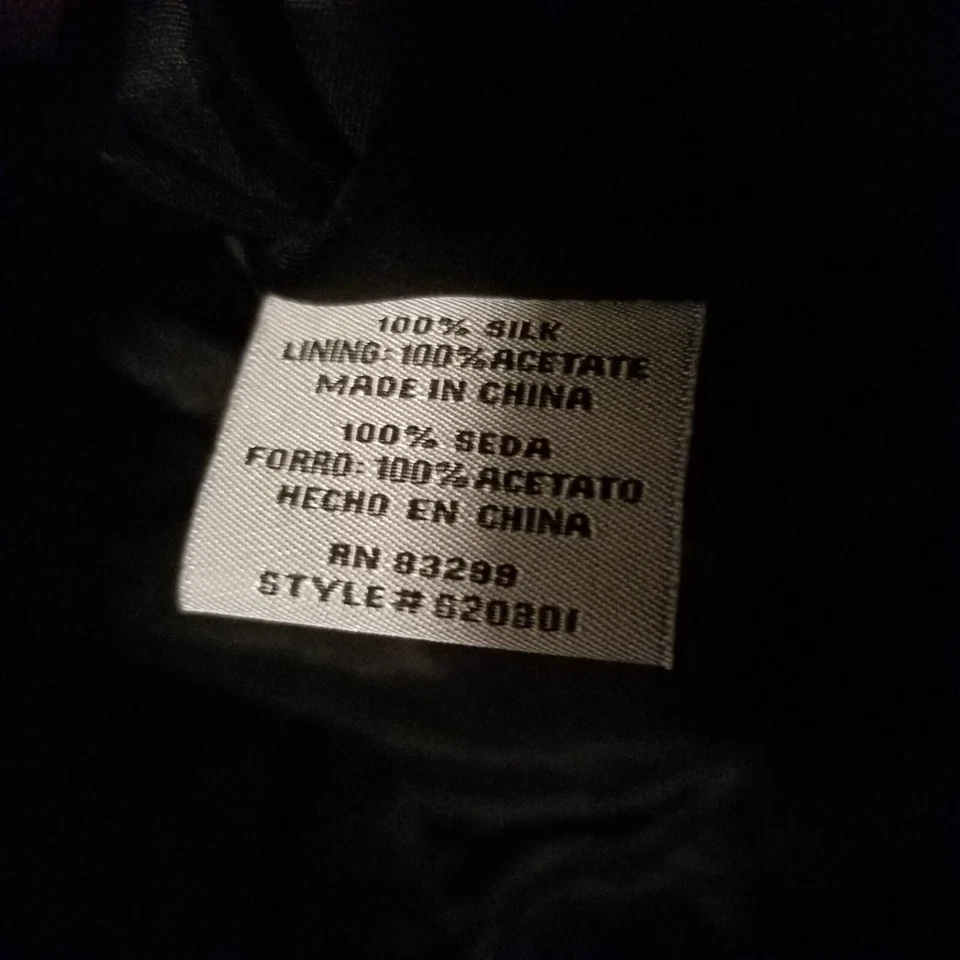 100% SILK
LINING: 100% ACETATE
MADE IN CHINA
100% SEDA
FORRO: 100% ACETATO
HECHO EN CHINA
RN 83299
STYLE#